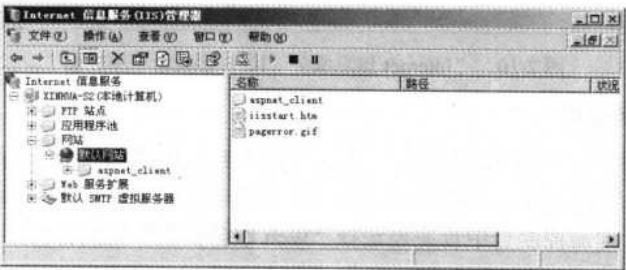 Internet 信息服务(IIS)管理器
文件(F) 操作(A) 查看(V) 窗口(W) 帮助(H)
Internet 信息服务
名称 路径 状况
XINHUA-S2(本地计算机)
FTP 站点
应用程序池
网站
默认网站
aspnet_client
Web 服务扩展
默认 SMTP 虚拟服务器
aspnet_client
iisstart.htm
pagerror.gif